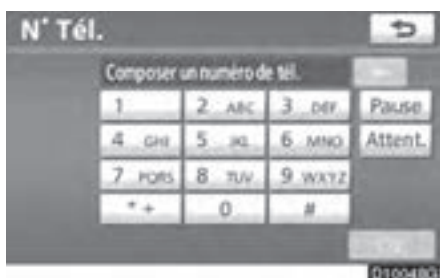 N° Tél.
Composer un numéro de tél.
1 2 ABC 3 DEF Pause
4 GHI 5 JKL 6 MNO Attent.
7 PQRS 8 TUV 9 WXYZ
* + 0 #